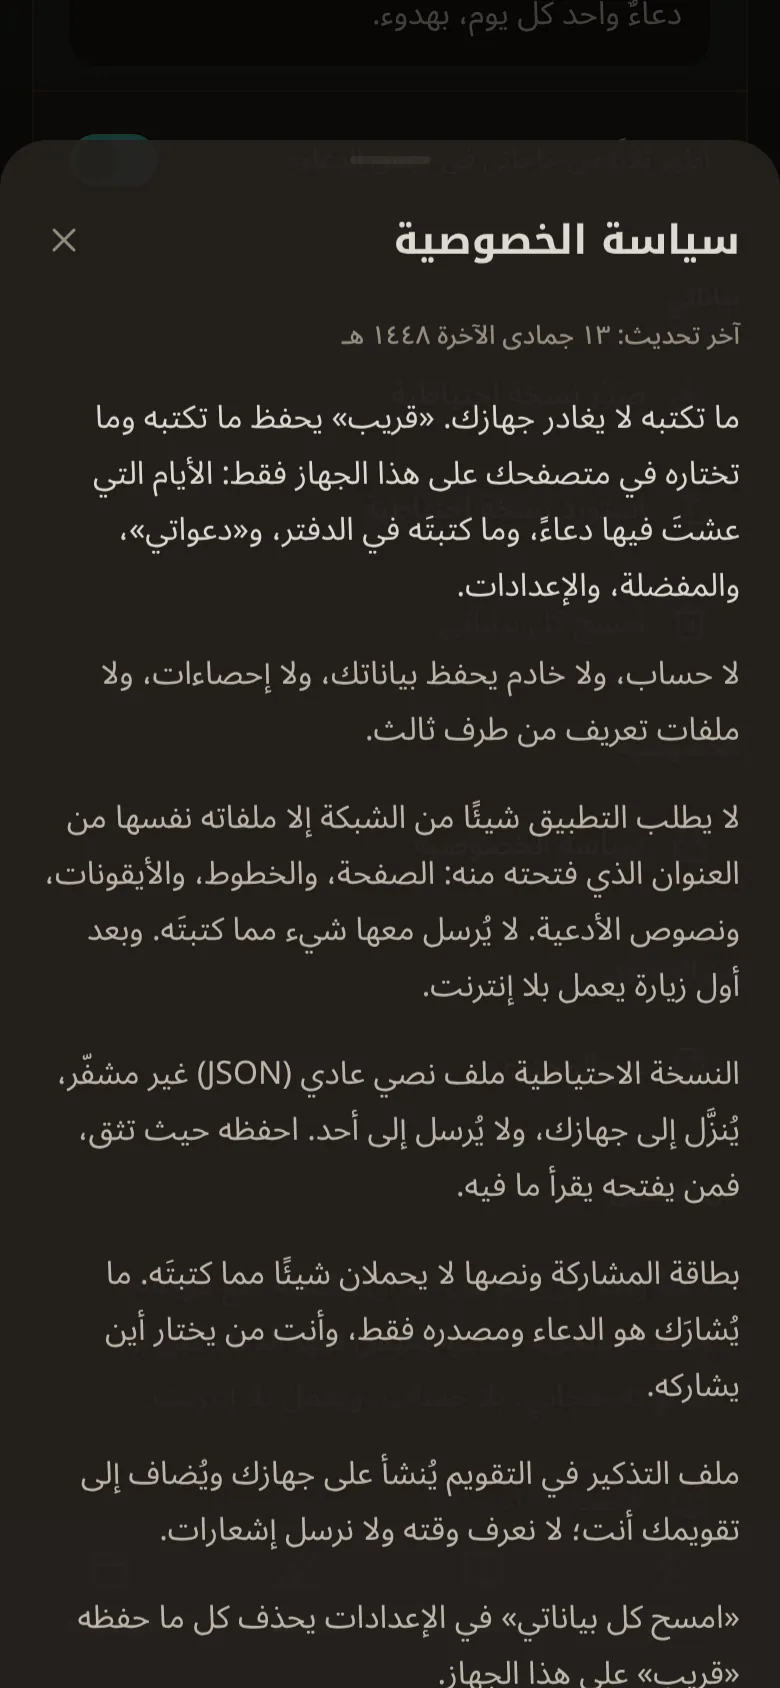 دعاءٌ واحد كل يوم، بهدوء.
سياسة الخصوصية
آخر تحديث: ١٣ جمادى الآخرة ١٤٤٨ هـ
ما تكتبه لا يغادر جهازك. «قريب» يحفظ ما تكتبه وما
تختاره في متصفحك على هذا الجهاز فقط: الأيام التي
عشتَ فيها دعاءً، وما كتبتَه في الدفتر، و«دعواتي»،
والمفضلة، والإعدادات.
لا حساب، ولا خادم يحفظ بياناتك، ولا إحصاءات، ولا
ملفات تعريف من طرف ثالث.
لا يطلب التطبيق شيئًا من الشبكة إلا ملفاته نفسها من
العنوان الذي فتحته منه: الصفحة، والخطوط، والأيقونات،
ونصوص الأدعية. لا يُرسل معها شيء مما كتبتَه. وبعد
أول زيارة يعمل بلا إنترنت.
النسخة الاحتياطية ملف نصي عادي (JSON) غير مشفّر،
يُنزَّل إلى جهازك، ولا يُرسل إلى أحد. احفظه حيث تثق،
فمن يفتحه يقرأ ما فيه.
بطاقة المشاركة ونصها لا يحملان شيئًا مما كتبتَه. ما
يُشارَك هو الدعاء ومصدره فقط، وأنت من يختار أين
يشاركه.
ملف التذكير في التقويم يُنشأ على جهازك ويُضاف إلى
تقويمك أنت؛ لا نعرف وقته ولا نرسل إشعارات.
«امسح كل بياناتي» في الإعدادات يحذف كل ما حفظه
«قريب» على هذا الجهاز.